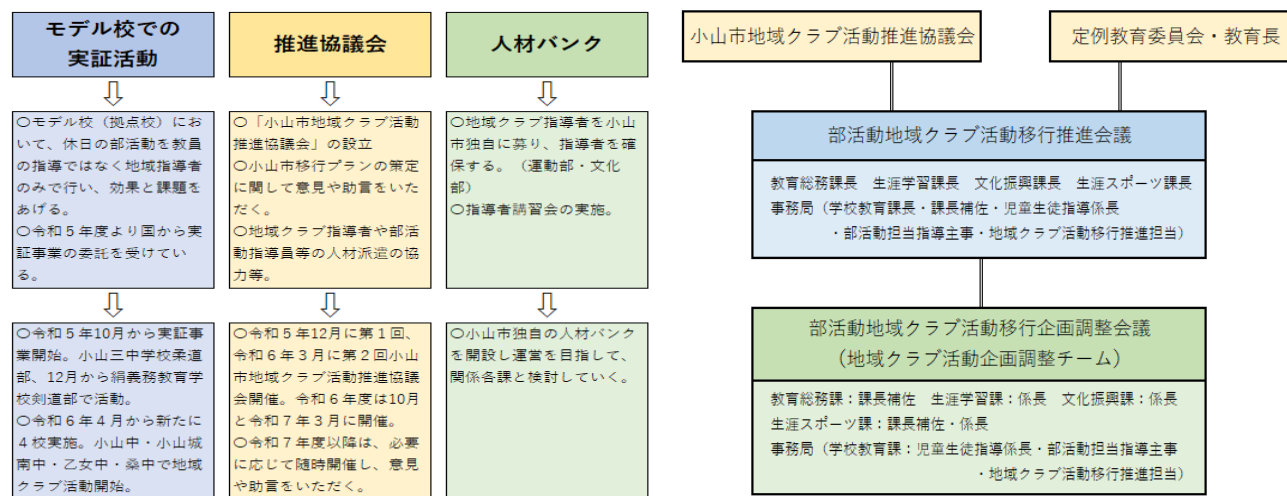 モデル校での
実証活動
⇩
〇モデル校（拠点校）にお
いて、休日の部活動を教員
の指導ではなく地域指導者
のみで行い、効果と課題を
あげる。
〇令和５年度より国から実
証事業の委託を受けてい
る。
⇩
〇令和５年10月から実証事
業開始。小山三中学校柔道
部、12月から絹義務教育学
校剣道部で活動。
〇令和６年４月から新たに
４校実施。小山中・小山城
南中・乙女中・桑中で地域
クラブ活動開始。
推進協議会
⇩
〇「小山市地域クラブ活動
推進協議会」の設立
〇小山市移行プランの策定
に関して意見や助言をいた
だく。
〇地域クラブ指導者や部活
動指導員等の人材派遣の協
力等。
⇩
〇令和５年12月に第１回、
令和６年３月に第２回小山
市地域クラブ活動推進協議
会開催。令和６年度は10月
と令和７年３月に開催。
〇令和７年度以降は、必要
に応じて随時開催し、意見
や助言をいただく。
人材バンク
⇩
〇地域クラブ指導者を小山
市独自に募り、指導者を確
保する。（運動部・文化
部）
〇指導者講習会の実施。
⇩
〇小山市独自の人材バンク
を開設し運営を目指して、
関係各課と検討していく。
小山市地域クラブ活動推進協議会
定例教育委員会・教育長
部活動地域クラブ活動移行推進会議
教育総務課長　生涯学習課長　文化振興課長　生涯スポーツ課長
事務局（学校教育課長・課長補佐・児童生徒指導係長
・部活動担当指導主事・地域クラブ活動移行推進担当）
部活動地域クラブ活動移行企画調整会議
（地域クラブ活動企画調整チーム）
教育総務課：課長補佐　生涯学習課：係長　文化振興課：係長
生涯スポーツ課：課長補佐・係長
事務局（学校教育課：児童生徒指導係長・部活動担当指導主事
・地域クラブ活動移行推進担当）